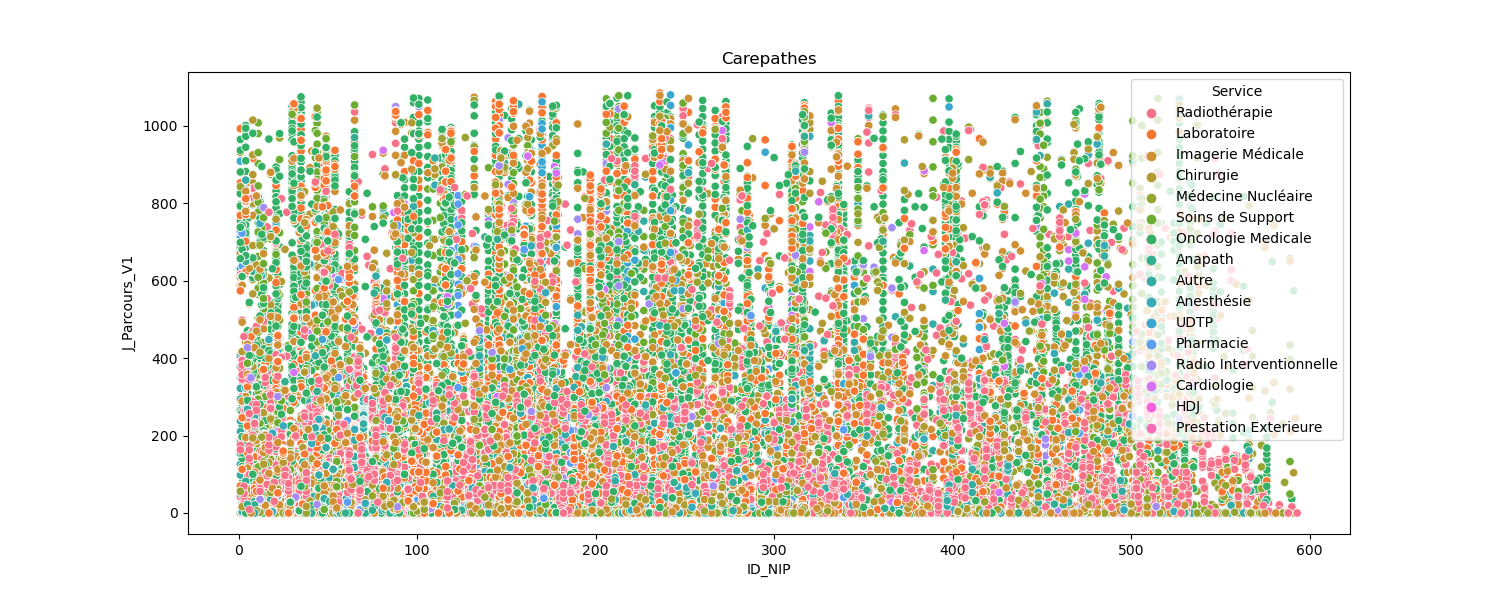 Carepathes
J_Parcours_V1
1000
800
600
400
200
0
0 100 200 300 400 500 600
ID_NIP
Service
Radiothérapie
Laboratoire
Imagerie Médicale
Chirurgie
Médecine Nucléaire
Soins de Support
Oncologie Medicale
Anapath
Autre
Anesthésie
UDTP
Pharmacie
Radio Interventionnelle
Cardiologie
HDJ
Prestation Exterieure